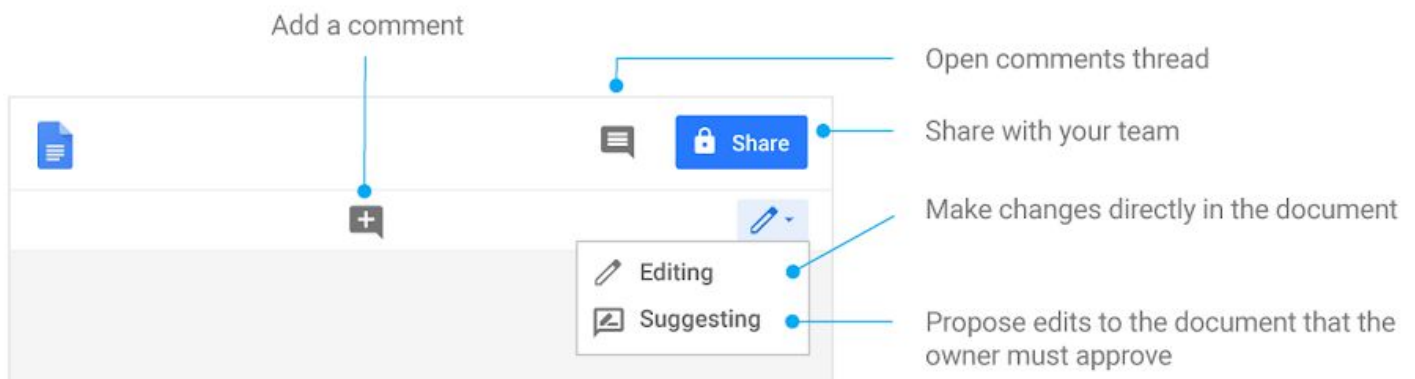 Add a comment
Open comments thread
Share
Share with your team
Make changes directly in the document
Editing
Suggesting
Propose edits to the document that the
owner must approve